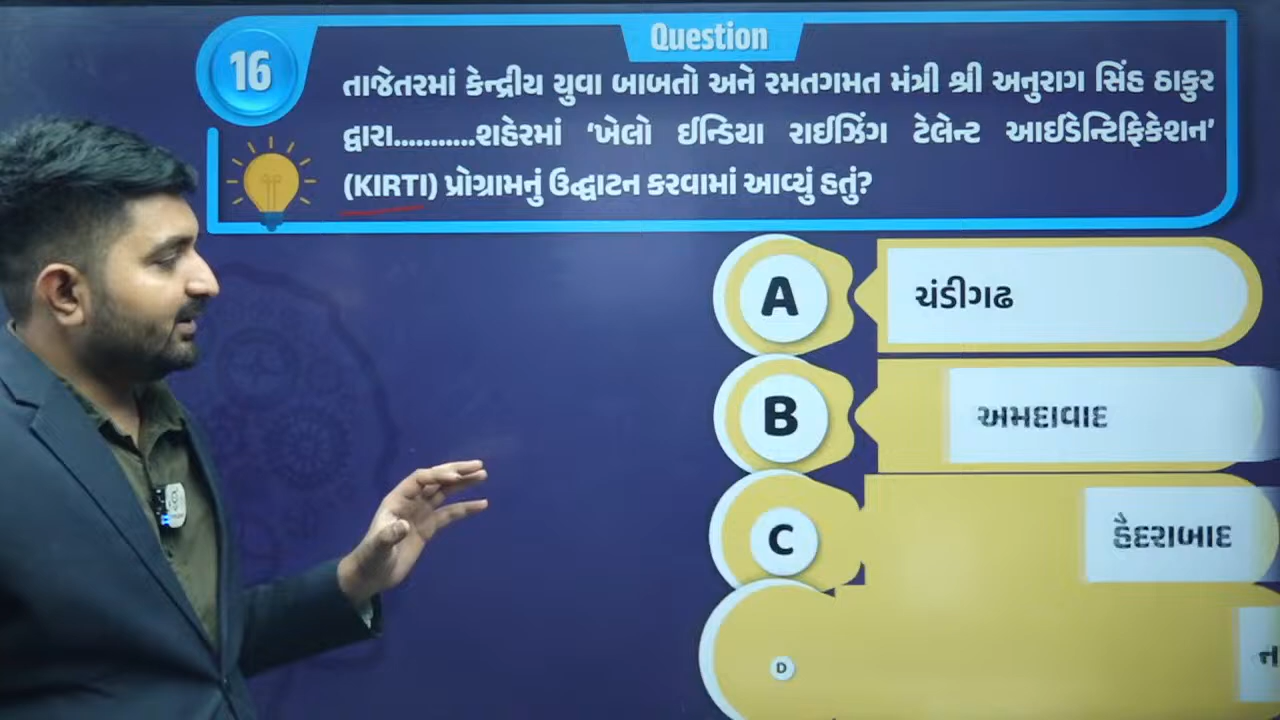 Question
16
તાજેતરમાં કેન્દ્રીય યુવા બાબતો અને રમતગમત મંત્રી શ્રી અનુરાગ સિંહ ઠાકુર
દ્વારા...........શહેરમાં ‘ખેલો ઈન્ડિયા રાઈઝિંગ ટેલેન્ટ આઈડેન્ટિફિકેશન’
(KIRTI) પ્રોગ્રામનું ઉદ્ઘાટન કરવામાં આવ્યું હતું?
A ચંડીગઢ
B અમદાવાદ
C હૈદરાબાદ
D